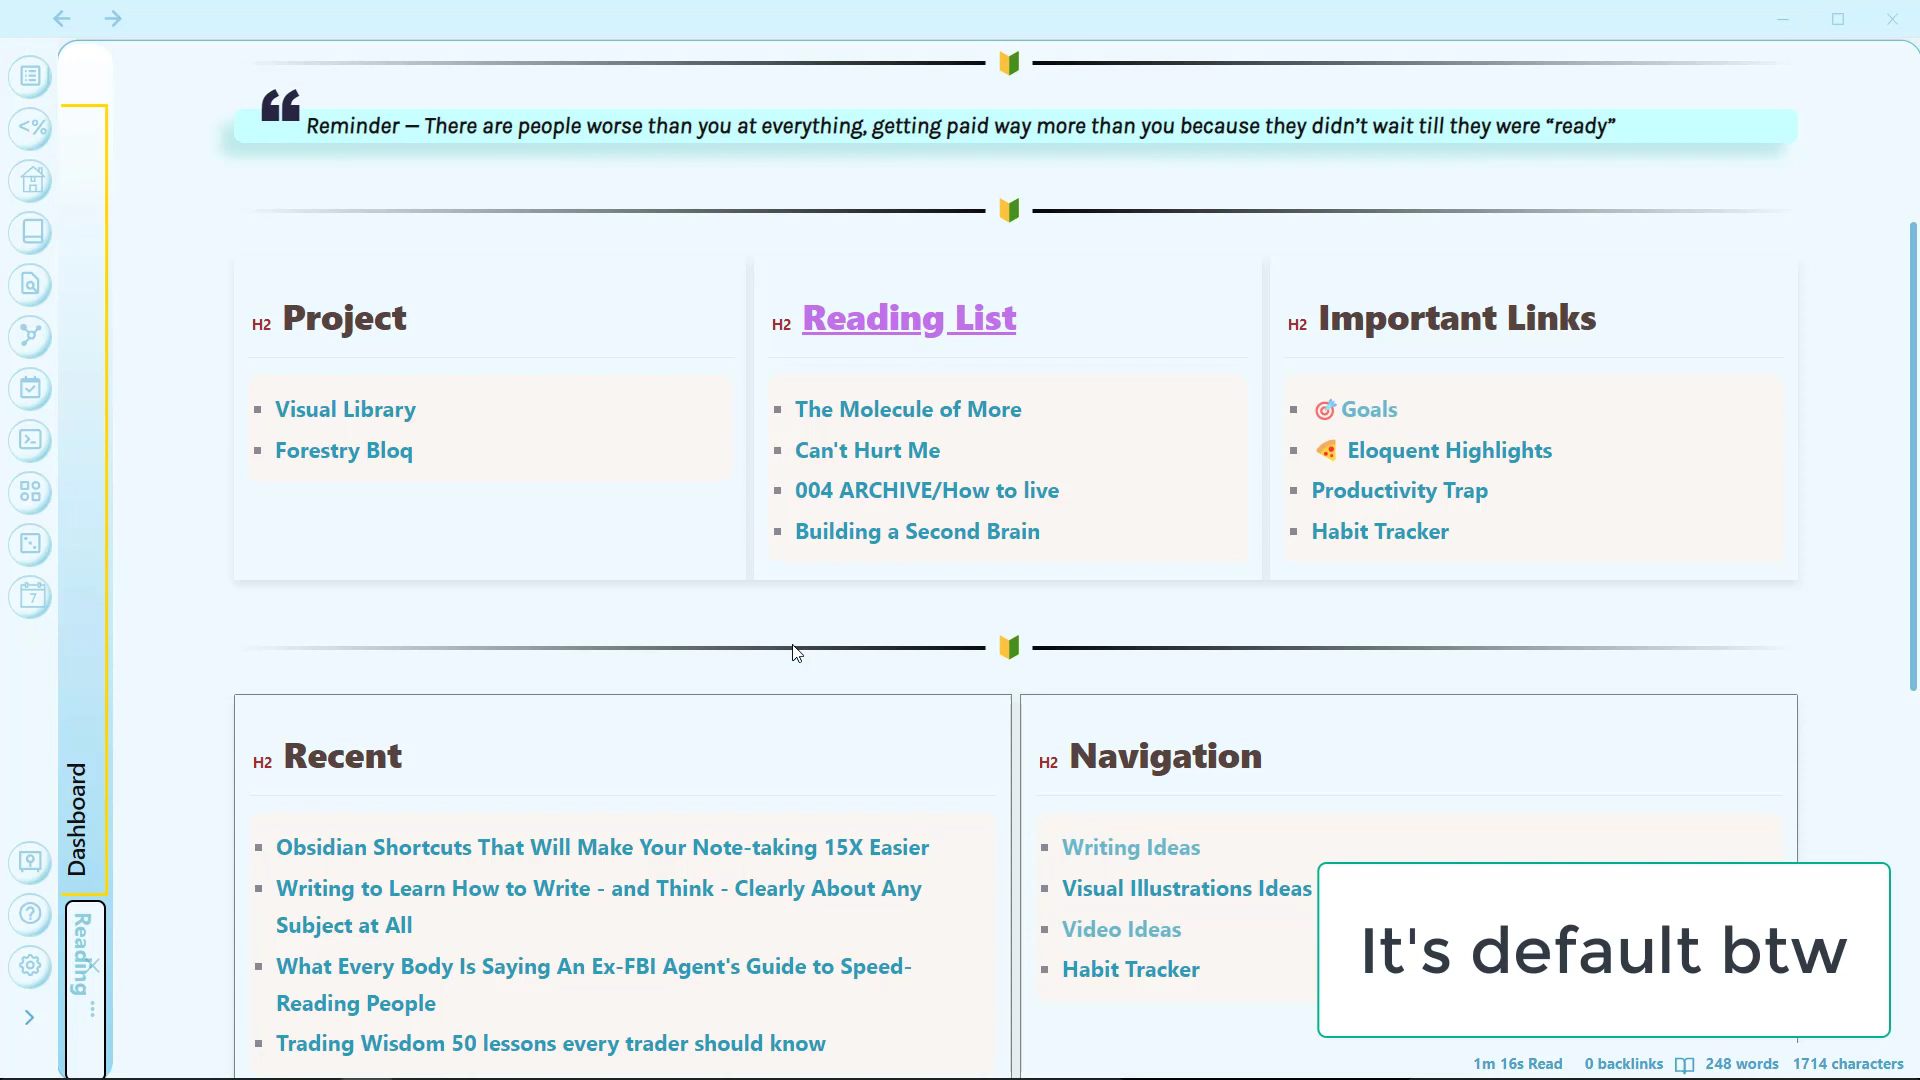 “ Reminder — There are people worse than you at everything, getting paid way more than you because they didn’t wait till they were “ready”
H2 Project
Visual Library
Forestry Bloq
H2 Reading List
The Molecule of More
Can't Hurt Me
004 ARCHIVE/How to live
Building a Second Brain
H2 Important Links
🎯 Goals
🍕 Eloquent Highlights
Productivity Trap
Habit Tracker
H2 Recent
Obsidian Shortcuts That Will Make Your Note-taking 15X Easier
Writing to Learn How to Write - and Think - Clearly About Any
Subject at All
What Every Body Is Saying An Ex-FBI Agent's Guide to Speed-
Reading People
Trading Wisdom 50 lessons every trader should know
H2 Navigation
Writing Ideas
Visual Illustrations Ideas
Video Ideas
Habit Tracker
It's default btw
<%
7
Dashboard
Reading ...
1m 16s Read 0 backlinks 248 words 1714 characters